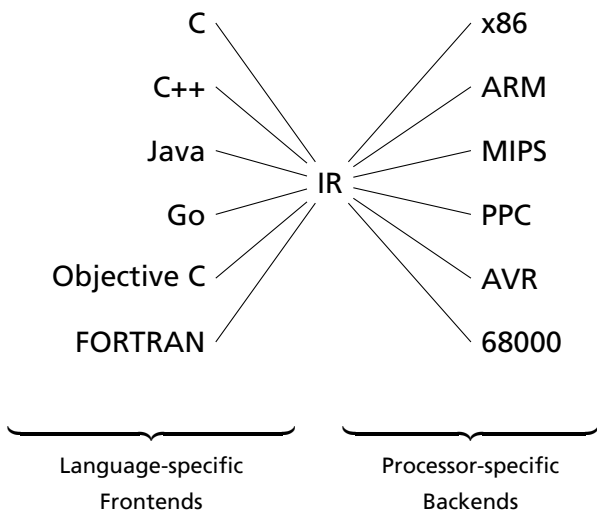 C
C++
Java
Go
Objective C
FORTRAN
IR
x86
ARM
MIPS
PPC
AVR
68000
Language-specific
Frontends
Processor-specific
Backends